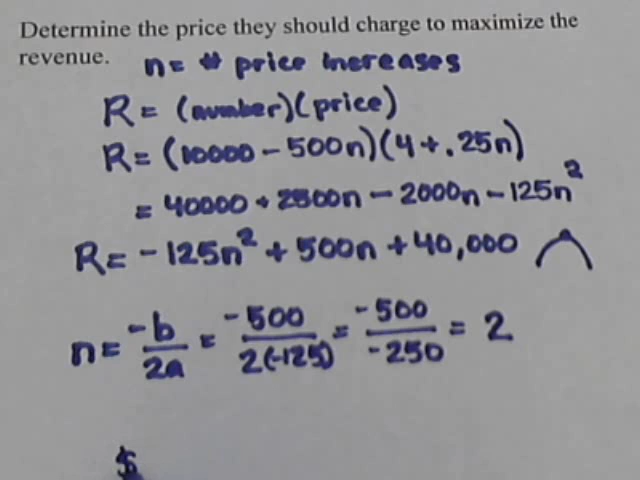 Determine the price they should charge to maximize the
revenue. n = # price increases
R = (number)(price)
R = (10000 - 500n)(4 + .25n)
= 40000 + 2500n - 2000n - 125n²
R = -125n² + 500n + 40,000
n = -b/2a = -500/2(-125) = -500/-250 = 2
$